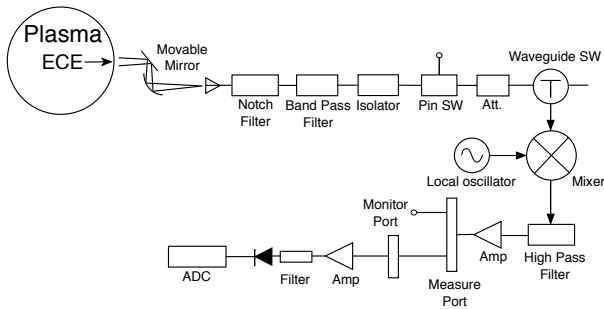 Plasma
ECE
Movable
Mirror
Notch
Filter
Band Pass
Filter
Isolator
Pin SW
Att.
Waveguide SW
Local oscillator
Mixer
Monitor
Port
ADC
Filter
Amp
Measure
Port
Amp
High Pass
Filter